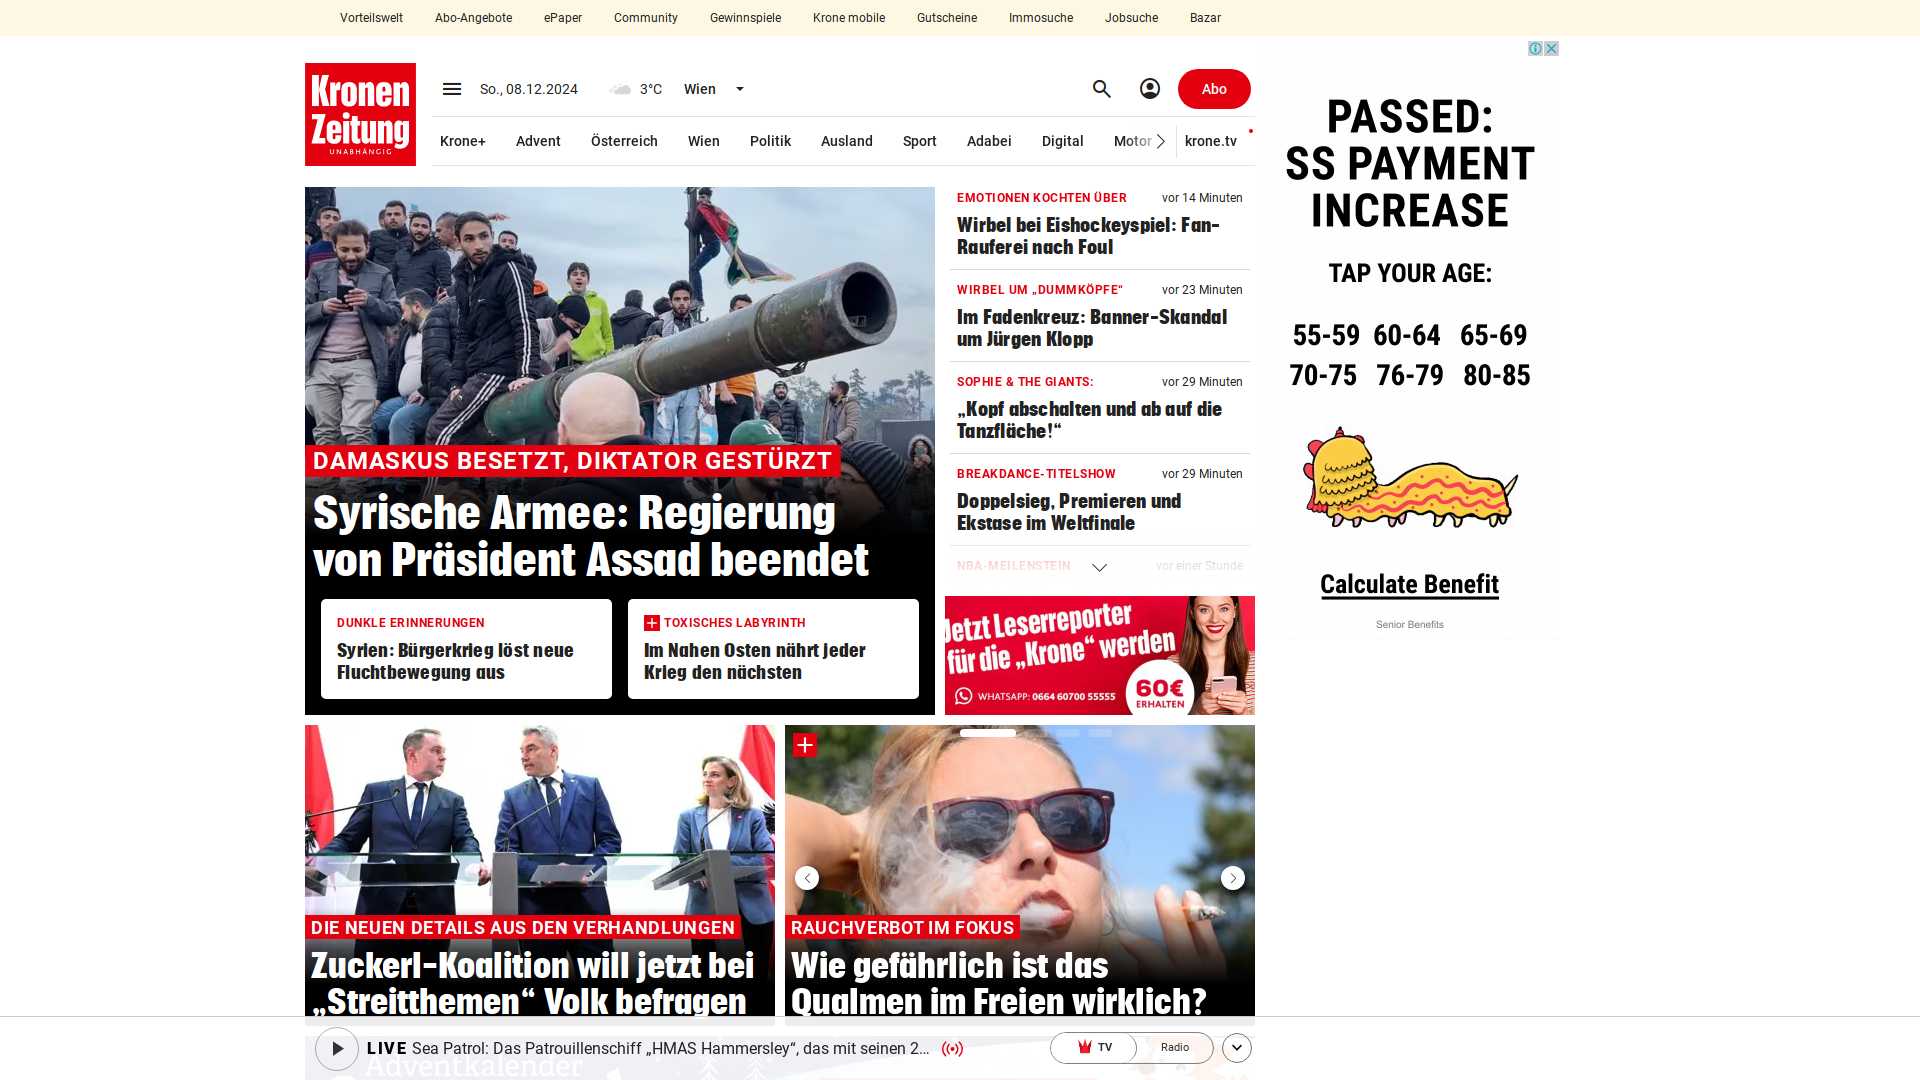 Vorteilswelt
Abo-Angebote
ePaper
Community
Gewinnspiele
Krone mobile
Gutscheine
Immosuche
Jobsuche
Bazar
Kronen
Zeitung
UNABHÄNGIG
So., 08.12.2024
3°C
Wien
Abo
Krone+
Advent
Österreich
Wien
Politik
Ausland
Sport
Adabei
Digital
Motor
krone.tv
DAMASKUS BESETZT, DIKTATOR GESTÜRZT
Syrische Armee: Regierung
von Präsident Assad beendet
DUNKLE ERINNERUNGEN
Syrien: Bürgerkrieg löst neue
Fluchtbewegung aus
TOXISCHES LABYRINTH
Im Nahen Osten nährt jeder
Krieg den nächsten
EMOTIONEN KOCHTEN ÜBER
vor 14 Minuten
Wirbel bei Eishockeyspiel: Fan-
Rauferei nach Foul
WIRBEL UM „DUMMKÖPFE“
vor 23 Minuten
Im Fadenkreuz: Banner-Skandal
um Jürgen Klopp
SOPHIE & THE GIANTS:
vor 29 Minuten
„Kopf abschalten und ab auf die
Tanzfläche!“
BREAKDANCE-TITELSHOW
vor 29 Minuten
Doppelsieg, Premieren und
Ekstase im Weltfinale
NBA-MEILENSTEIN
vor einer Stunde
Jetzt Leserreporter
für die „Krone“ werden
WHATSAPP: 0664 60700 55555
60€
ERHALTEN
DIE NEUEN DETAILS AUS DEN VERHANDLUNGEN
Zuckerl-Koalition will jetzt bei
„Streitthemen“ Volk befragen
RAUCHVERBOT IM FOKUS
Wie gefährlich ist das
Qualmen im Freien wirklich?
PASSED:
SS PAYMENT
INCREASE
TAP YOUR AGE:
55-59 60-64 65-69
70-75 76-79 80-85
Calculate Benefit
Senior Benefits
LIVE Sea Patrol: Das Patrouillenschiff „HMAS Hammersley“, das mit seinen 2...
TV
Radio
Adventkalender